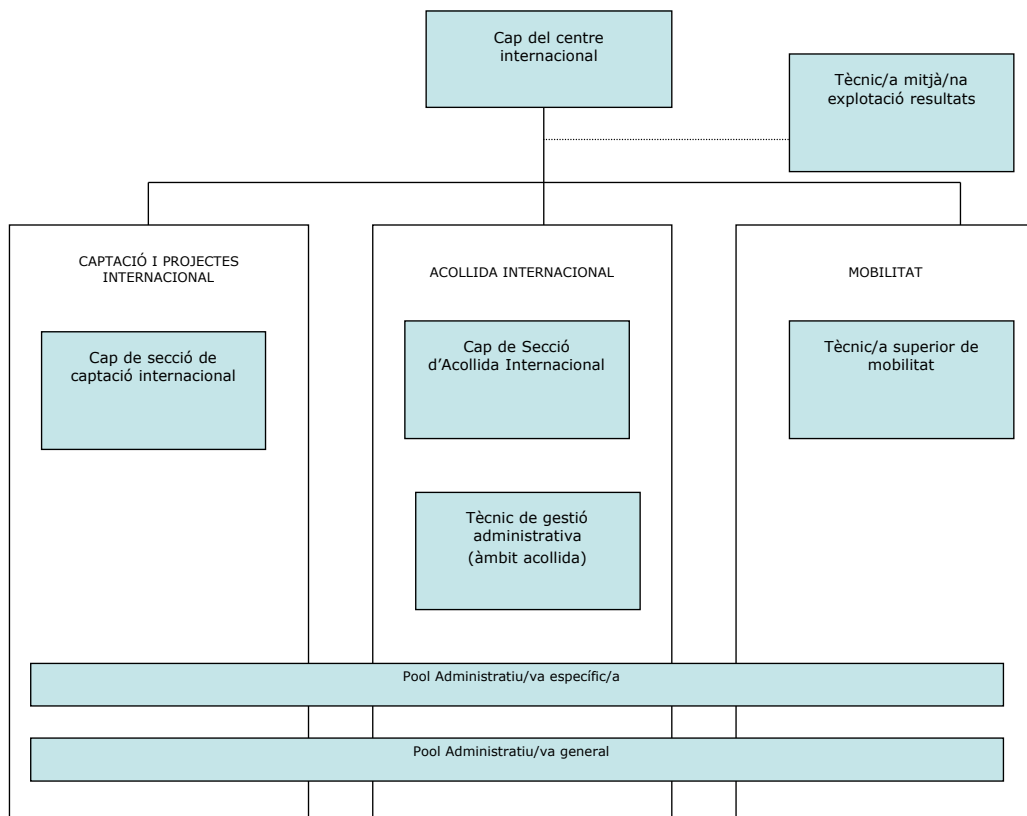 Cap del centre
internacional
Tècnic/a mitjà/na
explotació resultats
CAPTACIÓ I PROJECTES
INTERNACIONAL
ACOLLIDA INTERNACIONAL
MOBILITAT
Cap de secció de
captació internacional
Cap de Secció
d’Acollida Internacional
Tècnic/a superior de
mobilitat
Tècnic de gestió
administrativa
(àmbit acollida)
Pool Administratiu/va específic/a
Pool Administratiu/va general